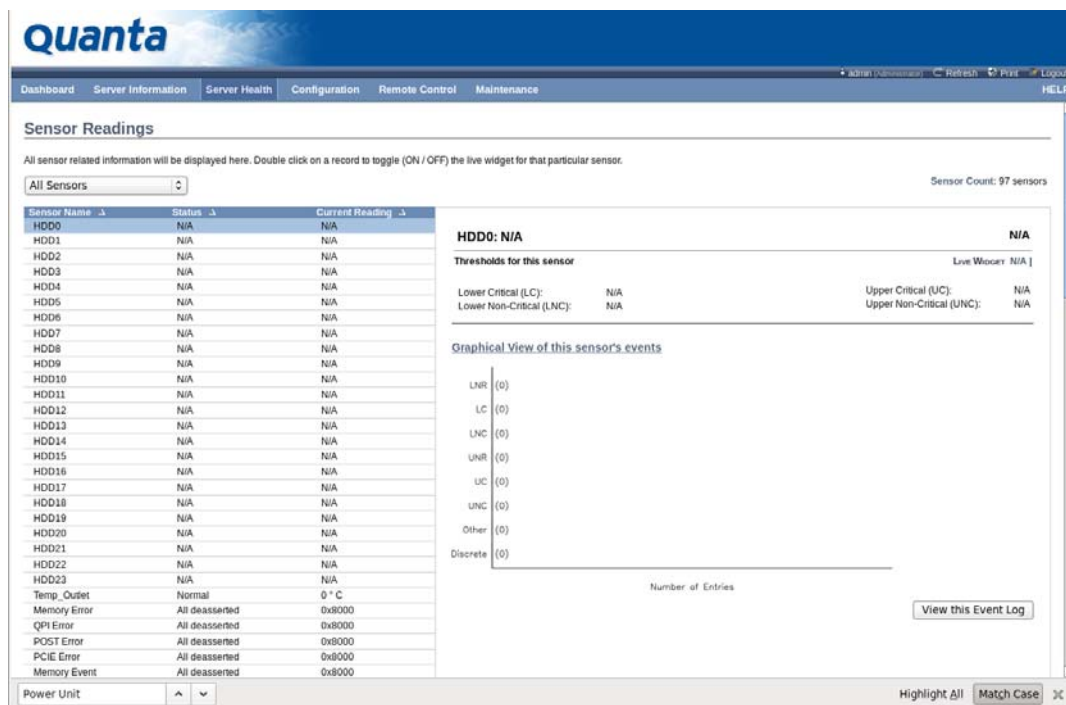 Quanta
admin (Administrator) Refresh Print Logout
Dashboard Server Information Server Health Configuration Remote Control Maintenance HELP
Sensor Readings
All sensor related information will be displayed here. Double click on a record to toggle (ON / OFF) the live widget for that particular sensor.
All Sensors
Sensor Count: 97 sensors
Sensor Name Status Current Reading
HDD0 N/A N/A
HDD1 N/A N/A
HDD2 N/A N/A
HDD3 N/A N/A
HDD4 N/A N/A
HDD5 N/A N/A
HDD6 N/A N/A
HDD7 N/A N/A
HDD8 N/A N/A
HDD9 N/A N/A
HDD10 N/A N/A
HDD11 N/A N/A
HDD12 N/A N/A
HDD13 N/A N/A
HDD14 N/A N/A
HDD15 N/A N/A
HDD16 N/A N/A
HDD17 N/A N/A
HDD18 N/A N/A
HDD19 N/A N/A
HDD20 N/A N/A
HDD21 N/A N/A
HDD22 N/A N/A
HDD23 N/A N/A
Temp_Outlet Normal 0 ° C
Memory Error All deasserted 0x8000
QPI Error All deasserted 0x8000
POST Error All deasserted 0x8000
PCIE Error All deasserted 0x8000
Memory Event All deasserted 0x8000
HDD0: N/A N/A
Thresholds for this sensor Live Widget N/A |
Lower Critical (LC): N/A Upper Critical (UC): N/A
Lower Non-Critical (LNC): N/A Upper Non-Critical (UNC): N/A
Graphical View of this sensor's events
LNR (0)
LC (0)
LNC (0)
UNR (0)
UC (0)
UNC (0)
Other (0)
Discrete (0)
Number of Entries
View this Event Log
Power Unit Highlight All Match Case